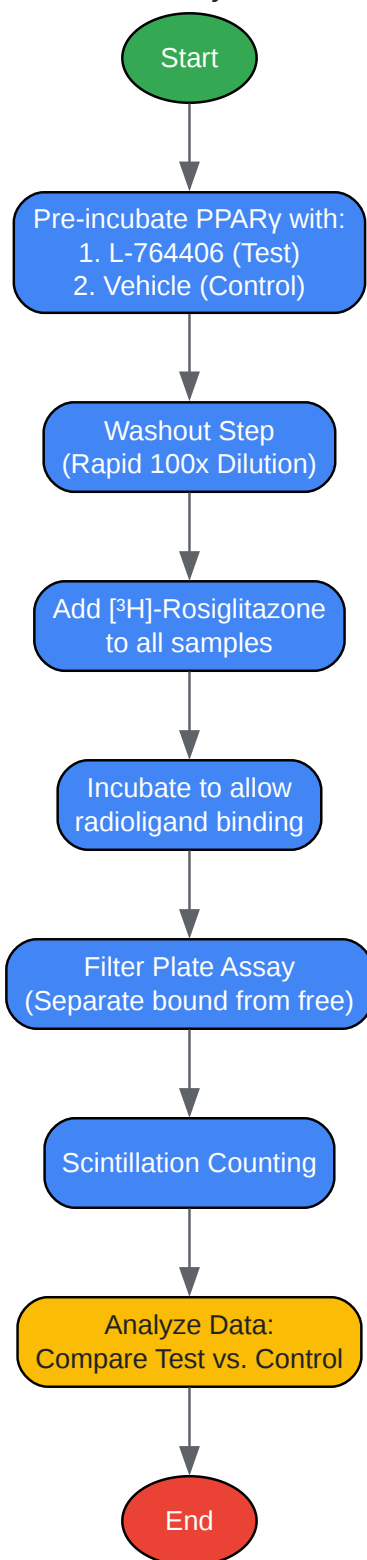 Start
Pre-incubate PPARγ with:
1. L-764406 (Test)
2. Vehicle (Control)
Washout Step
(Rapid 100x Dilution)
Add [³H]-Rosiglitazone
to all samples
Incubate to allow
radioligand binding
Filter Plate Assay
(Separate bound from free)
Scintillation Counting
Analyze Data:
Compare Test vs. Control
End